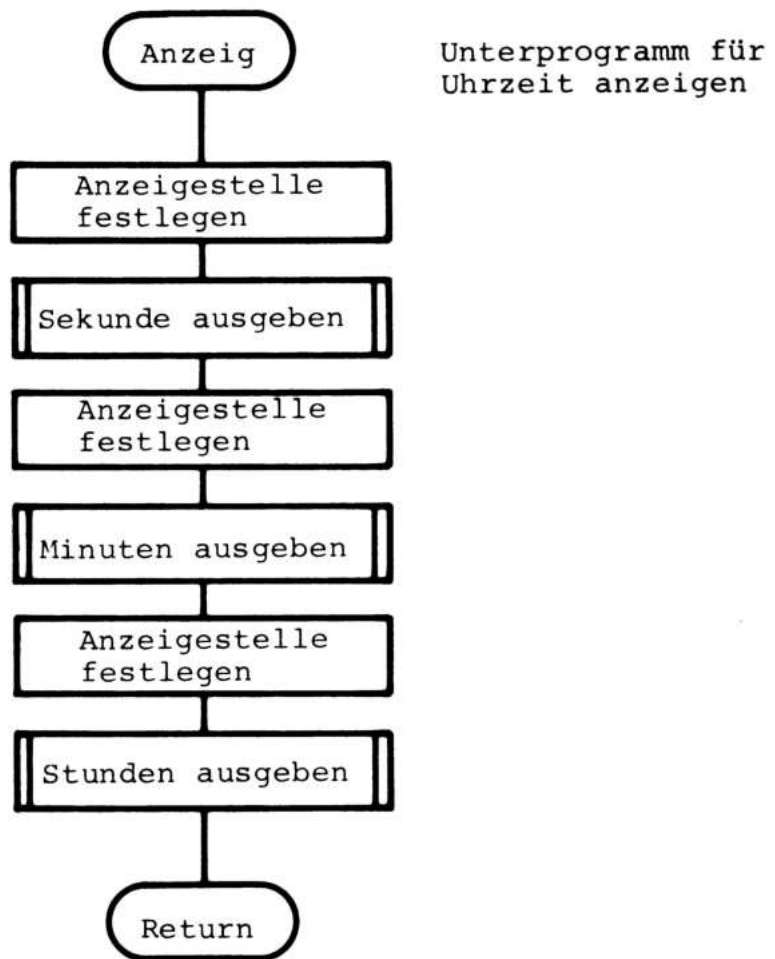 Anzeig
Unterprogramm für
Uhrzeit anzeigen
Anzeigestelle
festlegen
Sekunde ausgeben
Anzeigestelle
festlegen
Minuten ausgeben
Anzeigestelle
festlegen
Stunden ausgeben
Return